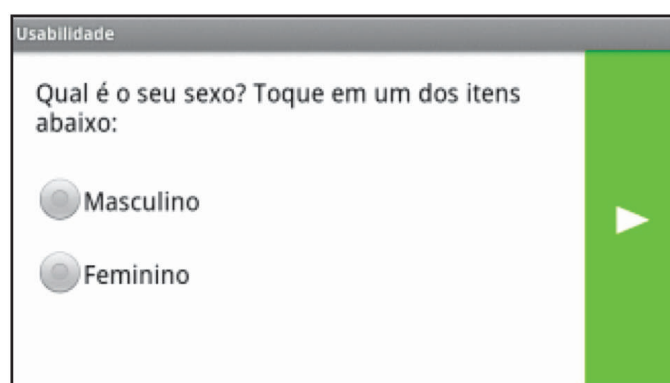 Usabilidade
Qual é o seu sexo? Toque em um dos itens
abaixo:
Masculino
Feminino